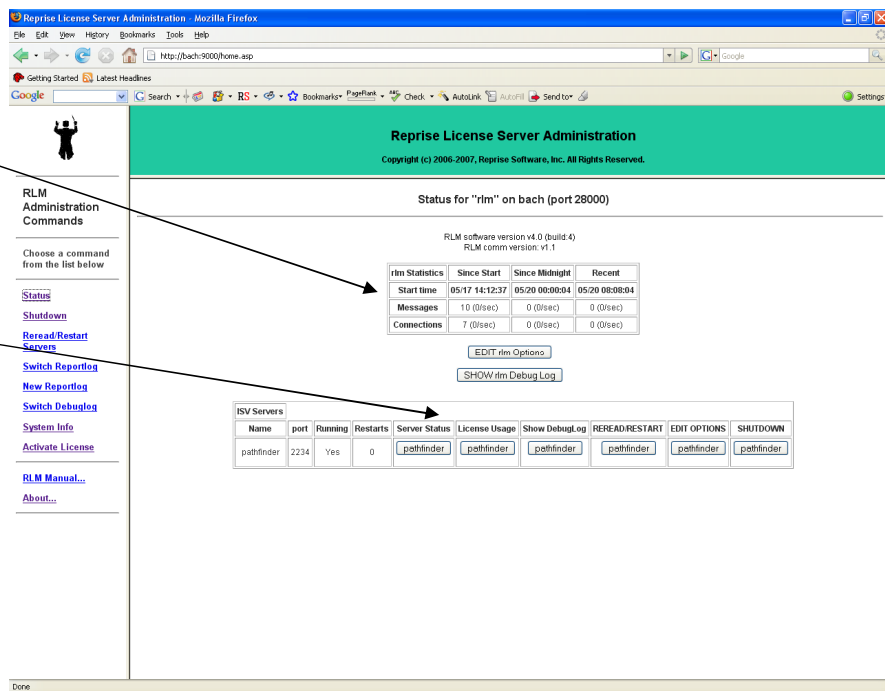 Reprise License Server Administration - Mozilla Firefox
File Edit View History Bookmarks Tools Help
http://bach:9000/home.asp
Google
Getting Started Latest Headlines
Google Search RS Bookmarks PageRank Check AutoLink AutoFill Send to Settings
Reprise License Server Administration
Copyright (c) 2006-2007, Reprise Software, Inc. All Rights Reserved.
RLM
Administration
Commands
Choose a command
from the list below
Status
Shutdown
Reread/Restart
Servers
Switch Reportlog
New Reportlog
Switch Debuglog
System Info
Activate License
RLM Manual...
About...
Status for "rlm" on bach (port 28000)
RLM software version v4.0 (build:4)
RLM comm version: v1.1
rlm Statistics Since Start Since Midnight Recent
Start time 05/17 14:12:37 05/20 00:00:04 05/20 08:08:04
Messages 10 (0/sec) 0 (0/sec) 0 (0/sec)
Connections 7 (0/sec) 0 (0/sec) 0 (0/sec)
EDIT rlm Options
SHOW rlm Debug Log
ISV Servers
Name port Running Restarts Server Status License Usage Show DebugLog REREAD/RESTART EDIT OPTIONS SHUTDOWN
pathfinder 2234 Yes 0 pathfinder pathfinder pathfinder pathfinder pathfinder pathfinder
Done